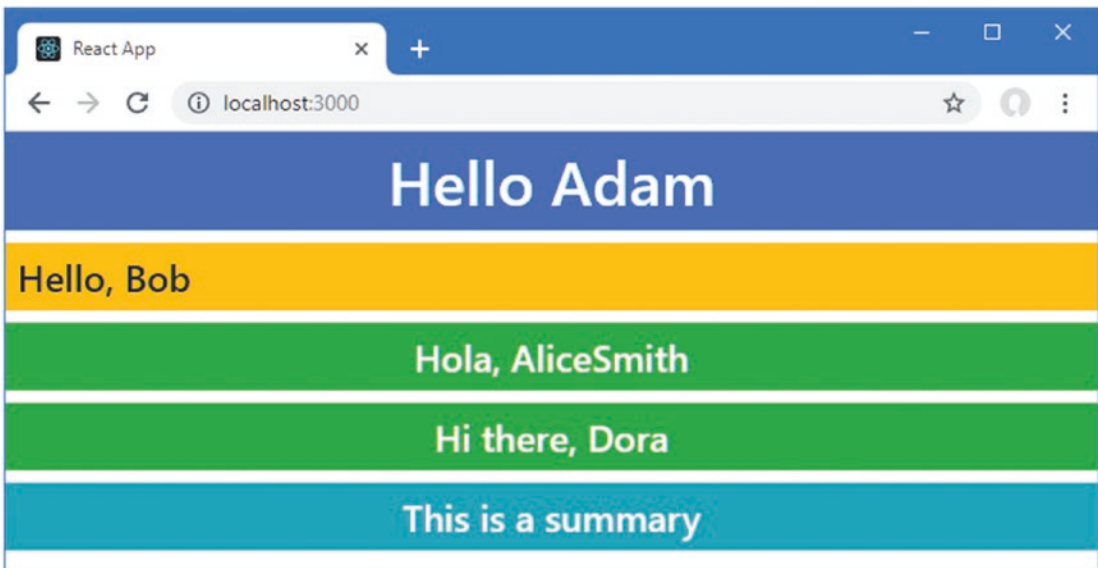 React App
localhost:3000
Hello Adam
Hello, Bob
Hola, AliceSmith
Hi there, Dora
This is a summary